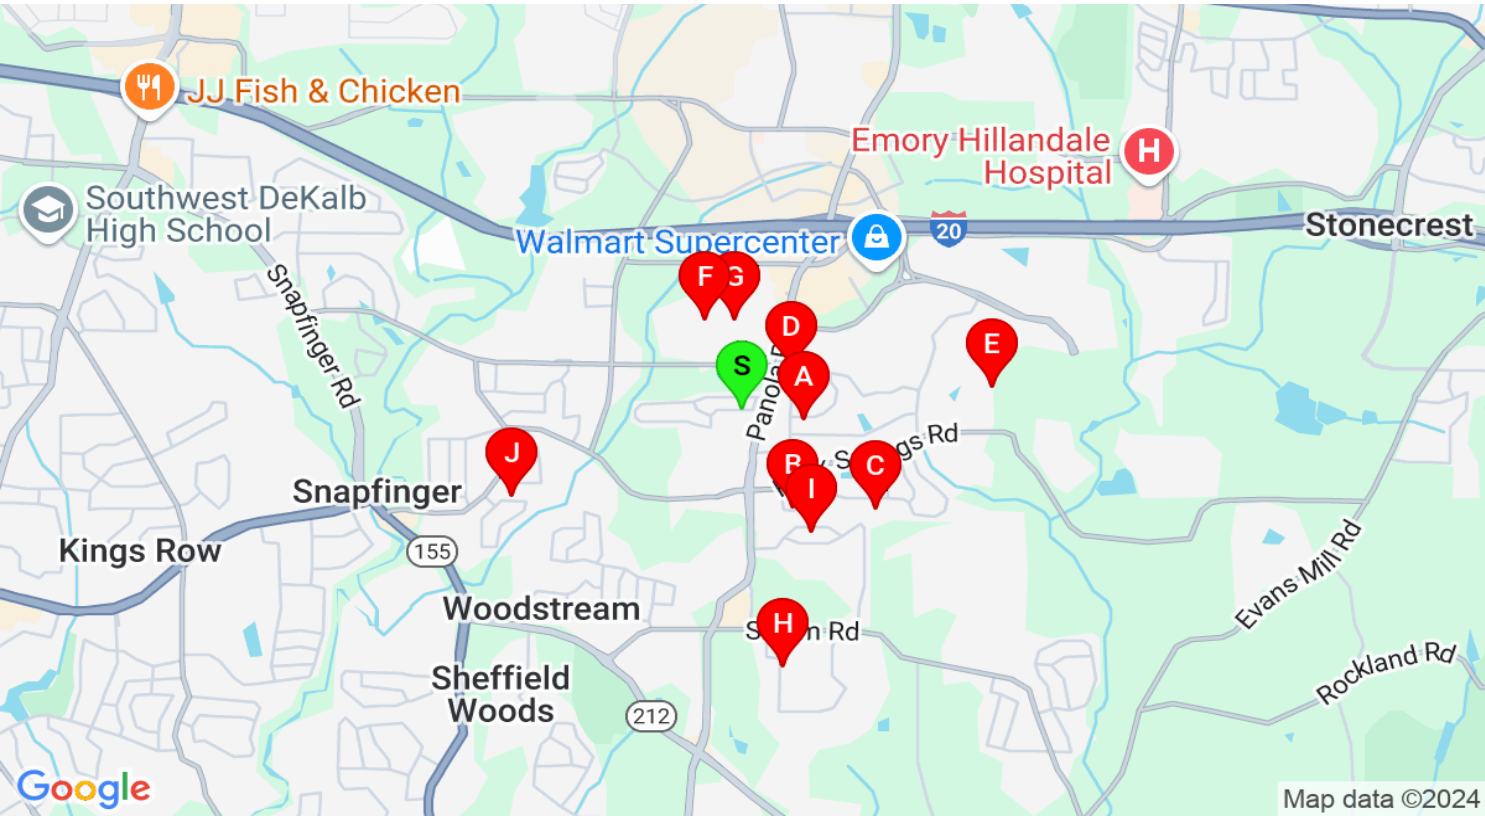 JJ Fish & Chicken
Emory Hillandale
Hospital
H
Southwest DeKalb
High School
Stonecrest
20
Walmart Supercenter
F
G
D
E
S
A
Snapfinger Rd
Panola
J
B
C
I
Snapfinger
Kings Row
155
Evans Mill Rd
Woodstream
H
Rd
Rockland Rd
Sheffield
Woods
212
Google
Map data ©2024